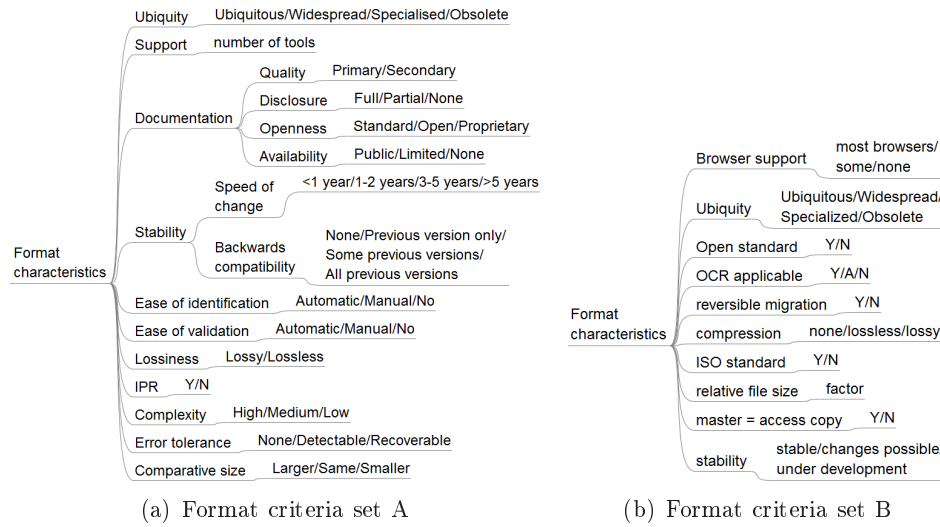 Ubiquity Ubiquitous/Widespread/Specialised/Obsolete
Support number of tools
Documentation
Quality Primary/Secondary
Disclosure Full/Partial/None
Openness Standard/Open/Proprietary
Availability Public/Limited/None
Stability
Speed of
change
<1 year/1-2 years/3-5 years/>5 years
Backwards
compatibility
None/Previous version only/
Some previous versions/
All previous versions
Format
characteristics
Ease of identification Automatic/Manual/No
Ease of validation Automatic/Manual/No
Lossiness Lossy/Lossless
IPR Y/N
Complexity High/Medium/Low
Error tolerance None/Detectable/Recoverable
Comparative size Larger/Same/Smaller
(a) Format criteria set A
Browser support
most browsers/
some/none
Ubiquity
Ubiquitous/Widespread/
Specialized/Obsolete
Open standard Y/N
OCR applicable Y/A/N
reversible migration Y/N
Format
characteristics
compression none/lossless/lossy
ISO standard Y/N
relative file size factor
master = access copy Y/N
stability
stable/changes possible/
under development
(b) Format criteria set B